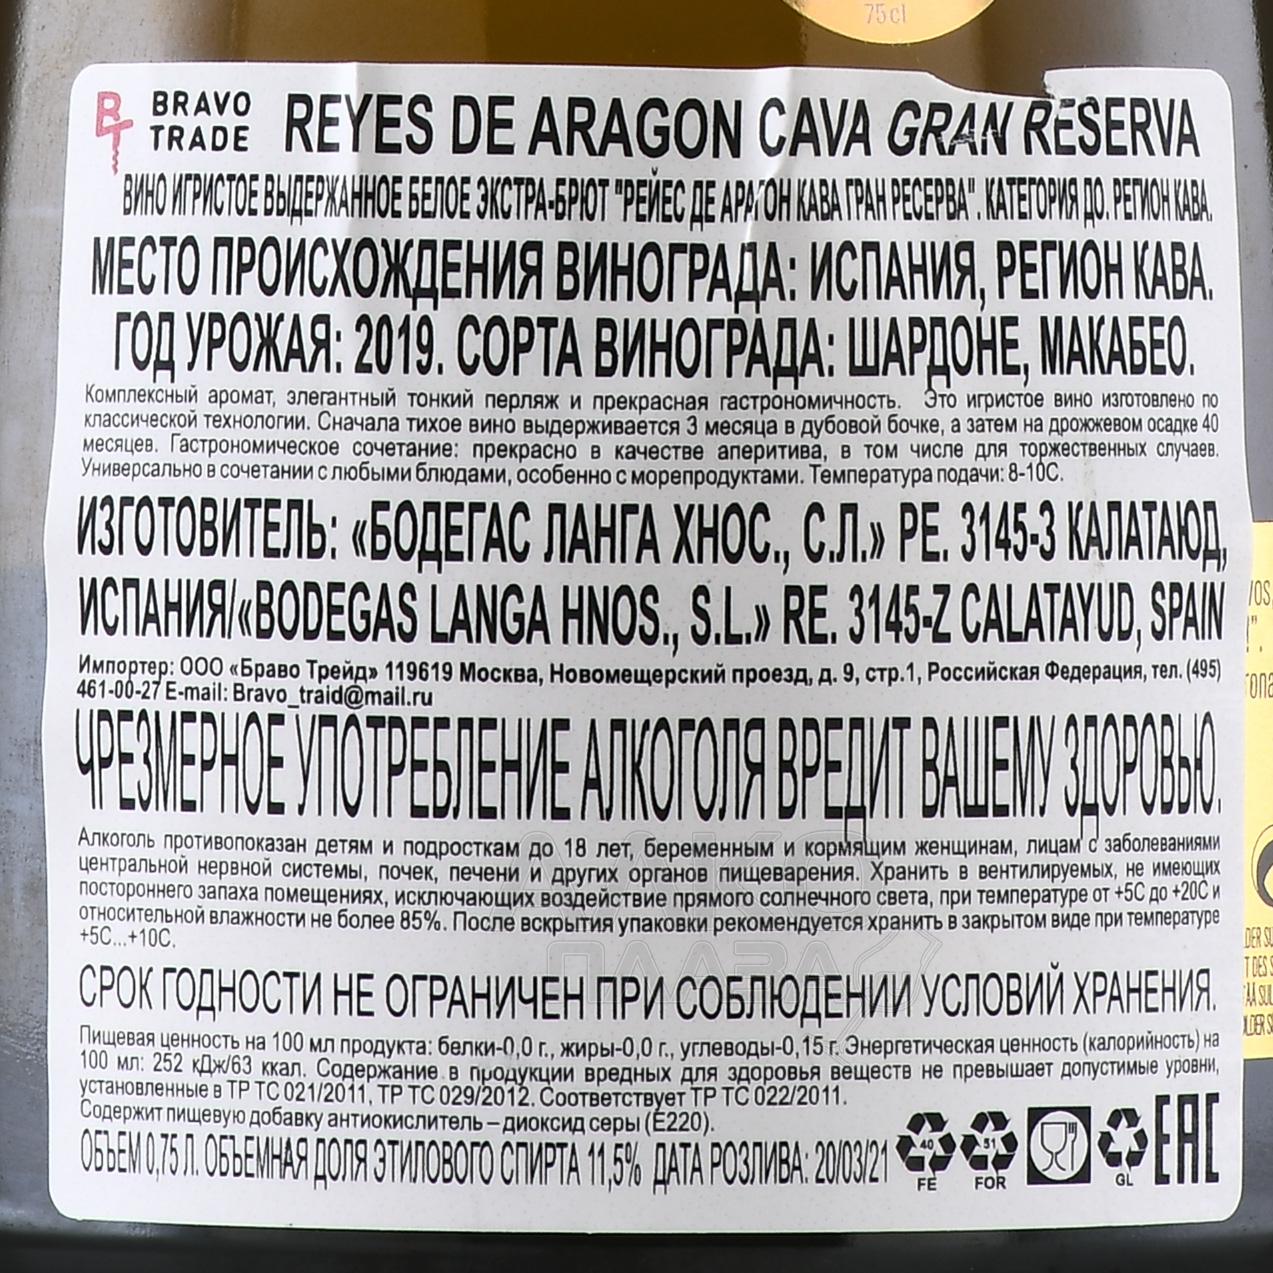 75cl
BRAVO TRADE REYES DE ARAGON CAVA GRAN RESERVA
ВИНО ИГРИСТОЕ ВЫДЕРЖАННОЕ БЕЛОЕ ЭКСТРА-БРЮТ "РЕЙЕС ДЕ АРАГОН КАВА ГРАН РЕСЕРВА". КАТЕГОРИЯ ДО. РЕГИОН КАВА.
МЕСТО ПРОИСХОЖДЕНИЯ ВИНОГРАДА: ИСПАНИЯ, РЕГИОН КАВА.
ГОД УРОЖАЯ: 2019. СОРТА ВИНОГРАДА: ШАРДОНЕ, МАКАБЕО.
Комплексный аромат, элегантный тонкий перляж и прекрасная гастрономичность. Это игристое вино изготовлено по
классической технологии. Сначала тихое вино выдерживается 3 месяца в дубовой бочке, а затем на дрожжевом осадке 40
месяцев. Гастрономическое сочетание: прекрасно в качестве аперитива, в том числе для торжественных случаев.
Универсально в сочетании с любыми блюдами, особенно с морепродуктами. Температура подачи: 8-10С.
ИЗГОТОВИТЕЛЬ: «БОДЕГАС ЛАНГА ХНОС., С.Л.» РЕ. 3145-З КАЛАТАЮД,
ИСПАНИЯ/«BODEGAS LANGA HNOS., S.L.» RE. 3145-Z CALATAYUD, SPAIN
Импортер: ООО «Браво Трейд» 119619 Москва, Новомещерский проезд, д. 9, стр.1, Российская Федерация, тел. (495)
461-00-27 E-mail: Bravo_traid@mail.ru
ЧРЕЗМЕРНОЕ УПОТРЕБЛЕНИЕ АЛКОГОЛЯ ВРЕДИТ ВАШЕМУ ЗДОРОВЬЮ.
Алкоголь противопоказан детям и подросткам до 18 лет, беременным и кормящим женщинам, лицам с заболеваниями
центральной нервной системы, почек, печени и других органов пищеварения. Хранить в вентилируемых, не имеющих
постороннего запаха помещениях, исключающих воздействие прямого солнечного света, при температуре от +5С до +20С и
относительной влажности не более 85%. После вскрытия упаковки рекомендуется хранить в закрытом виде при температуре
+5С...+10С.
СРОК ГОДНОСТИ НЕ ОГРАНИЧЕН ПРИ СОБЛЮДЕНИИ УСЛОВИЙ ХРАНЕНИЯ.
Пищевая ценность на 100 мл продукта: белки-0,0 г., жиры-0,0 г., углеводы-0,15 г. Энергетическая ценность (калорийность) на
100 мл: 252 кДж/63 ккал. Содержание в продукции вредных для здоровья веществ не превышает допустимые уровни,
установленные в ТР ТС 021/2011, ТР ТС 029/2012. Соответствует ТР ТС 022/2011.
Содержит пищевую добавку антиокислитель – диоксид серы (Е220).
ОБЪЕМ 0,75 Л. ОБЪЕМНАЯ ДОЛЯ ЭТИЛОВОГО СПИРТА 11,5% ДАТА РОЗЛИВА: 20/03/21 40 FE 51 FOR GL EAC
АЛКО
ПЛАЗА